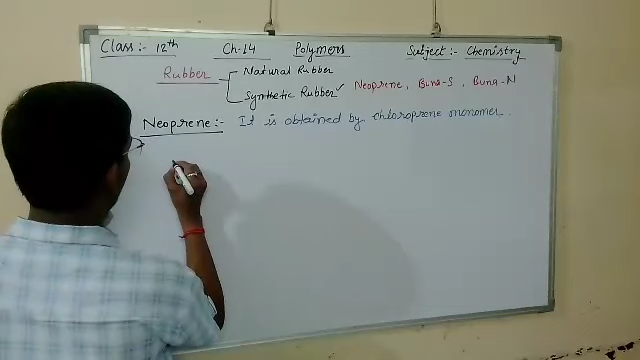 Class:- 12th Ch-14 Polymers Subject:- Chemistry
Rubber Natural Rubber
Synthetic Rubber✓ Neoprene, Buna-S, Buna-N
Neoprene:- It is obtained by chloroprene monomer.